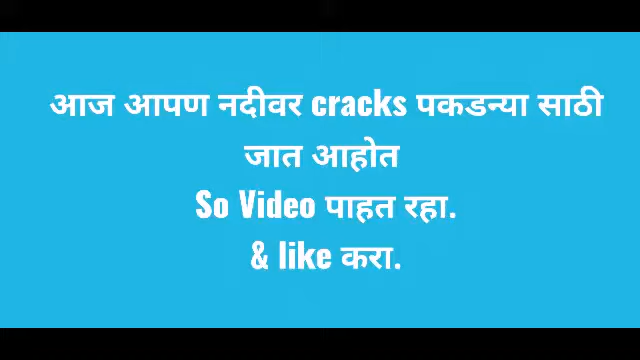 आज आपण नदीवर cracks पकडन्या साठी
जात आहोत
So Video पाहत रहा.
& like करा.